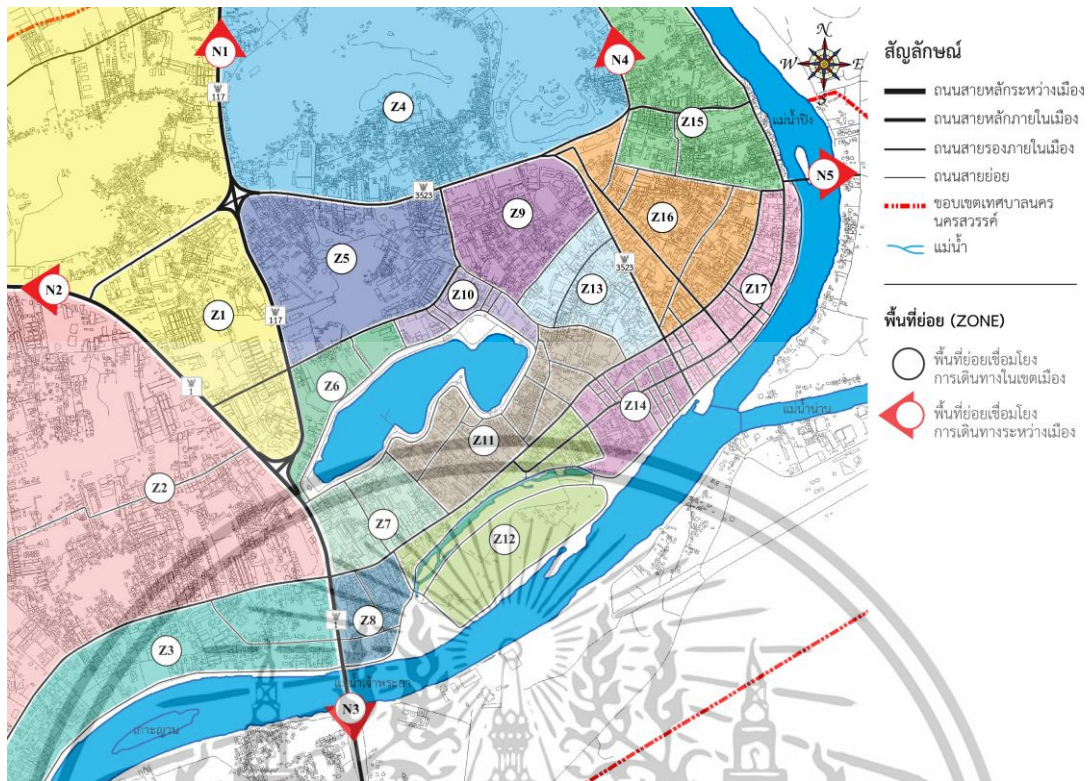 N1
117
Z4
N4
Z15
แม่น้ำปิง
N
W
E
S
N5
Z9
3523
Z16
Z5
N2
Z1
117
Z10
Z13
3523
Z17
1
Z6
Z14
แม่น้ำน่าน
Z11
Z2
Z7
Z12
Z8
1
Z3
แม่น้ำเจ้าพระยา
N3
เกาะญวน
สัญลักษณ์
ถนนสายหลักระหว่างเมือง
ถนนสายหลักภายในเมือง
ถนนสายรองภายในเมือง
ถนนสายย่อย
ขอบเขตเทศบาลนคร
นครสวรรค์
แม่น้ำ
พื้นที่ย่อย (ZONE)
พื้นที่ย่อยเชื่อมโยง
การเดินทางในเขตเมือง
พื้นที่ย่อยเชื่อมโยง
การเดินทางระหว่างเมือง